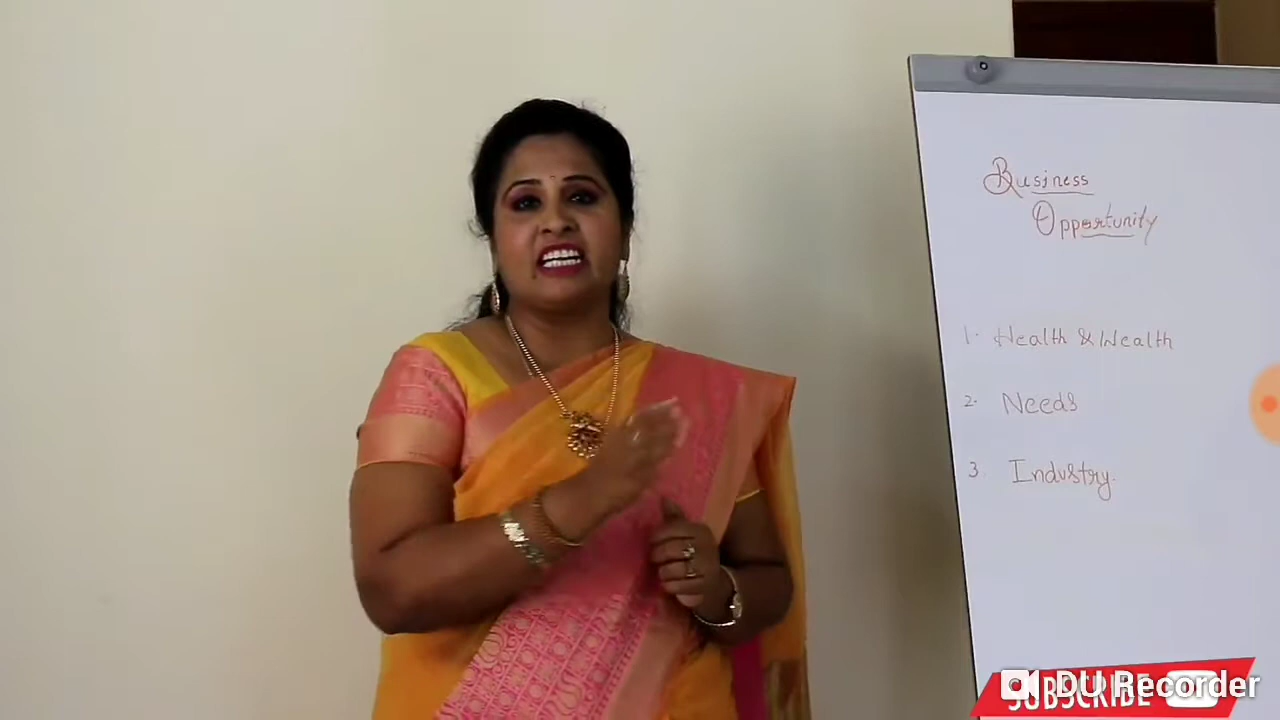 Business
Opportunity
1. Health & Wealth
2. Needs
3. Industry.
SUBSCRIBE
DU Recorder